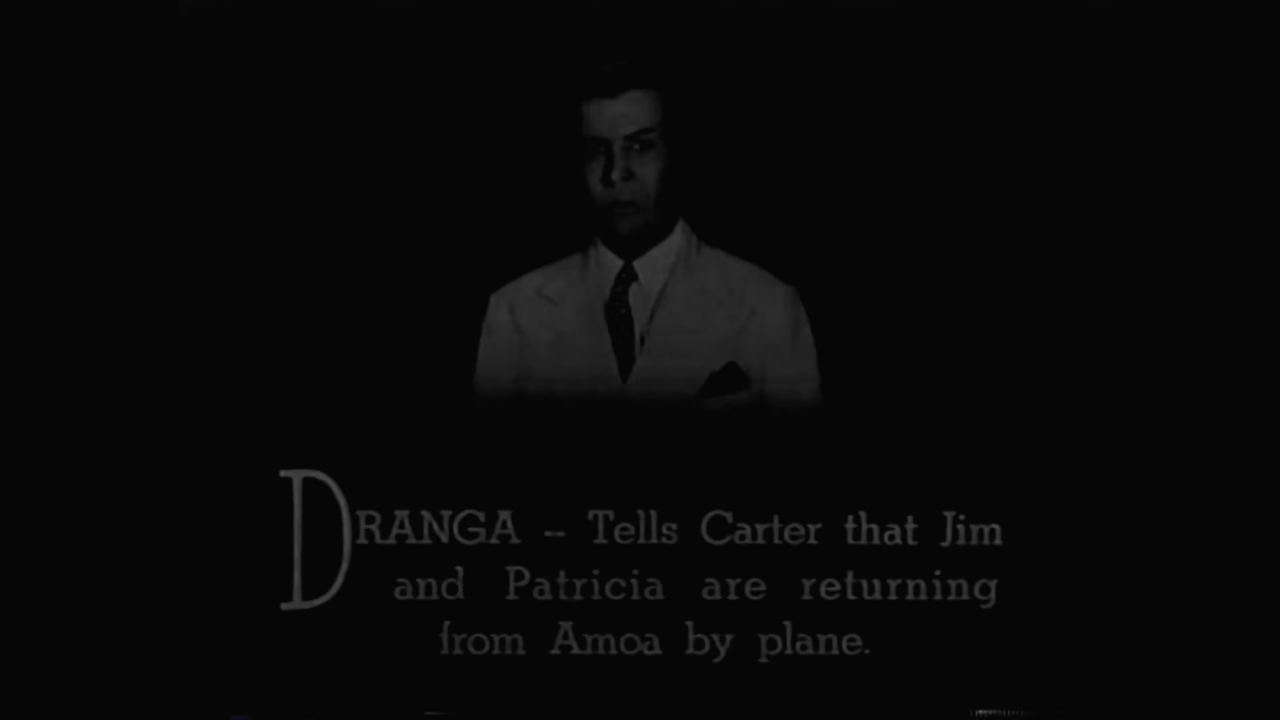 DRANGA - Tells Carter that Jim
and Patricia are returning
from Amoa by plane.